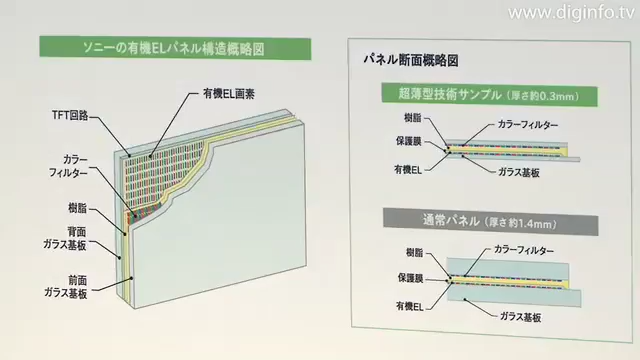 www.diginfo.tv
ソニーの有機ELパネル構造概略図
有機EL画素
TFT回路
カラー
フィルター
樹脂
背面
ガラス基板
前面
ガラス基板
パネル断面概略図
超薄型技術サンプル（厚さ約0.3mm）
樹脂
カラーフィルター
保護膜
有機EL
ガラス基板
通常パネル（厚さ約1.4mm）
樹脂
カラーフィルター
保護膜
有機EL
ガラス基板